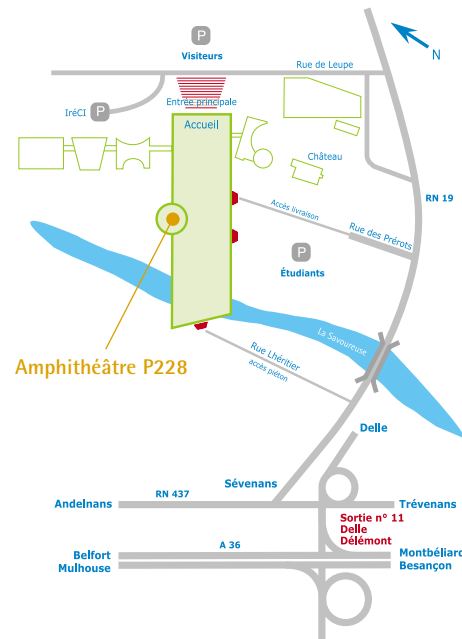 P
Visiteurs
N
Rue de Leupe
Entrée principale
IréCI P
Accueil
Château
RN 19
Accès livraison
Rue des Prérots
P
Étudiants
La Savoureuse
Amphithéâtre P228
Rue Lhéritier
accès piéton
Delle
Sévenans
RN 437
Andelnans
Trévenans
Sortie n° 11
Delle
Délémont
A 36
Belfort
Montbéliard
Mulhouse
Besançon